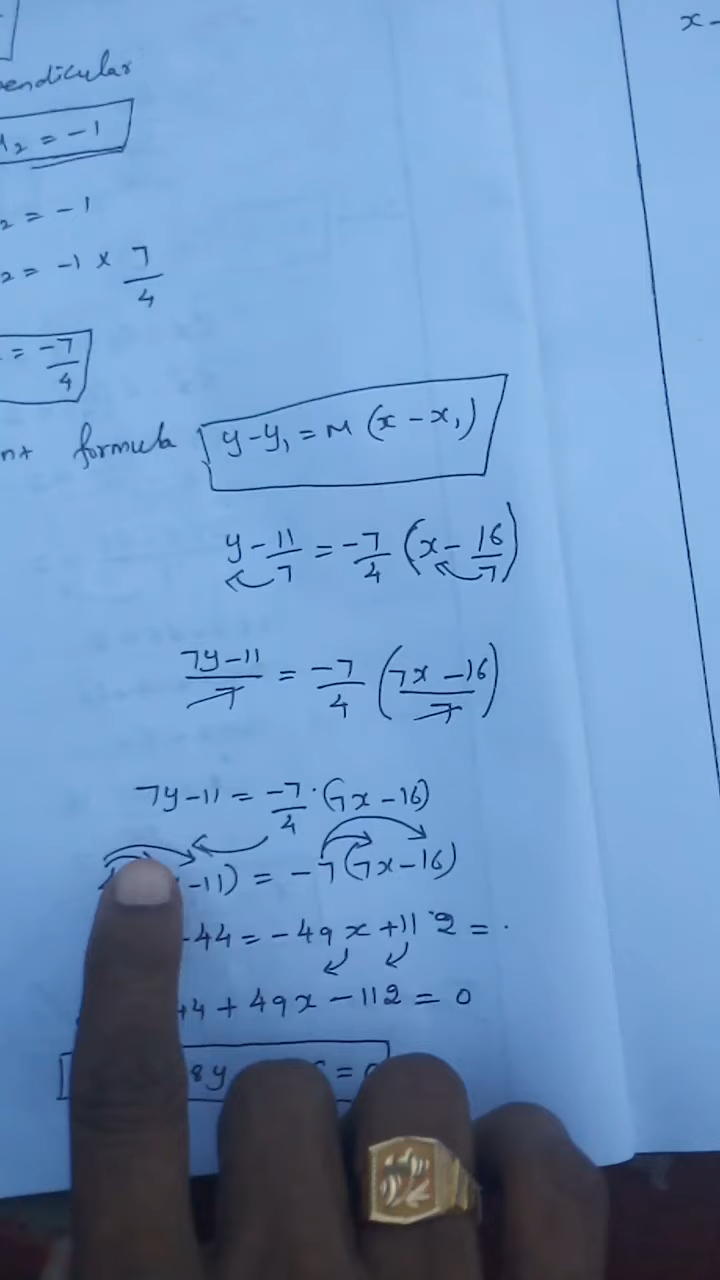 x-
endicular
M₂ = -1
₂ = -1
₂ = -1 × 7/4
= -7/4
formula y-y₁ = M (x - x₁)
y - 11/7 = -7/4 (x - 16/7)
7y-11/7 = -7/4 (7x-16/7)
7y-11 = -7/4 · (7x-16)
-11) = -7(7x-16)
-44 = -49x +112 = .
44 + 49x - 112 = 0
8y = 0